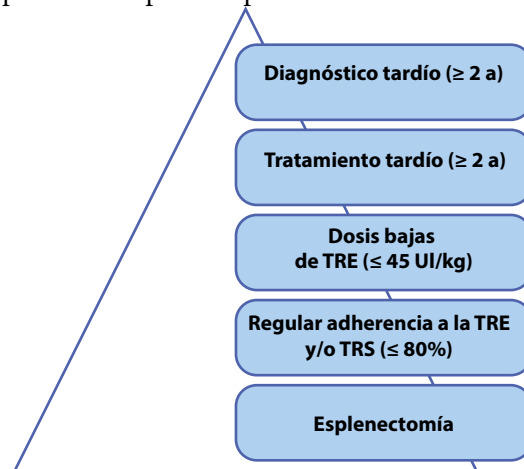 Diagnóstico tardío (≥ 2 a)
Tratamiento tardío (≥ 2 a)
Dosis bajas
de TRE (≤ 45 UI/kg)
Regular adherencia a la TRE
y/o TRS (≤ 80%)
Esplenectomía